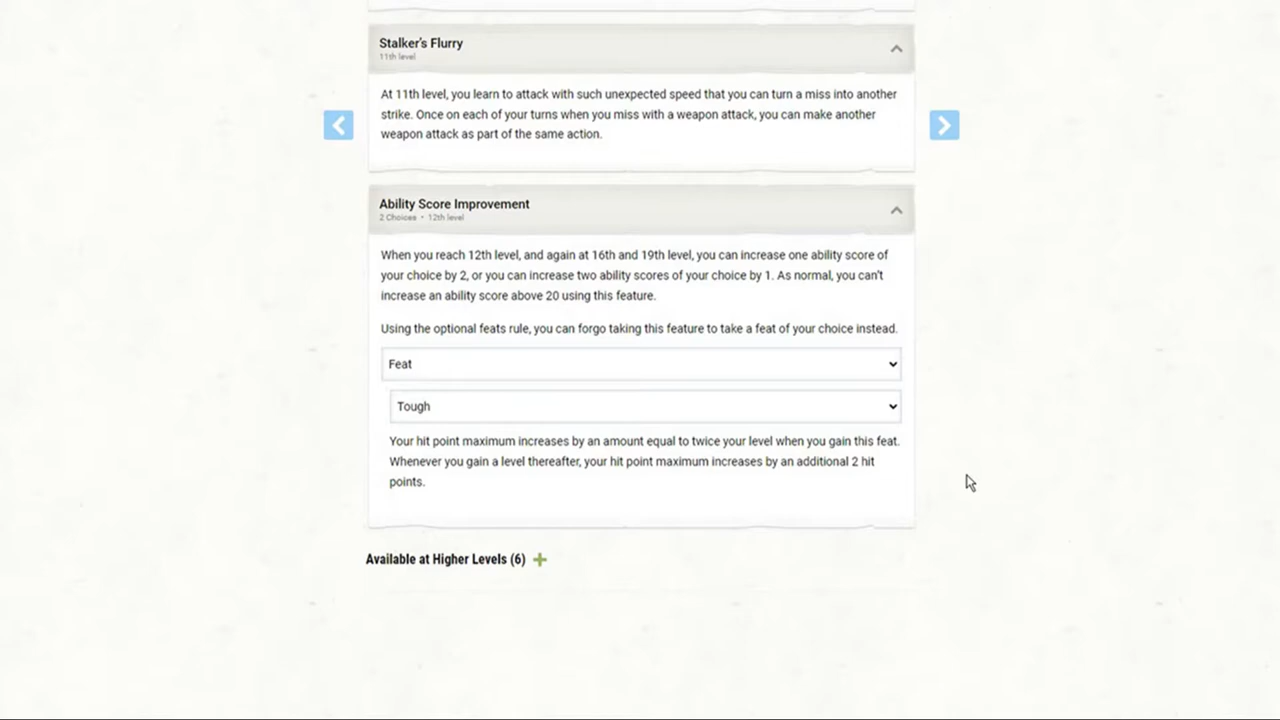 Stalker's Flurry
11th level
At 11th level, you learn to attack with such unexpected speed that you can turn a miss into another
strike. Once on each of your turns when you miss with a weapon attack, you can make another
weapon attack as part of the same action.
Ability Score Improvement
2 Choices • 12th level
When you reach 12th level, and again at 16th and 19th level, you can increase one ability score of
your choice by 2, or you can increase two ability scores of your choice by 1. As normal, you can't
increase an ability score above 20 using this feature.
Using the optional feats rule, you can forgo taking this feature to take a feat of your choice instead.
Feat
Tough
Your hit point maximum increases by an amount equal to twice your level when you gain this feat.
Whenever you gain a level thereafter, your hit point maximum increases by an additional 2 hit
points.
Available at Higher Levels (6)